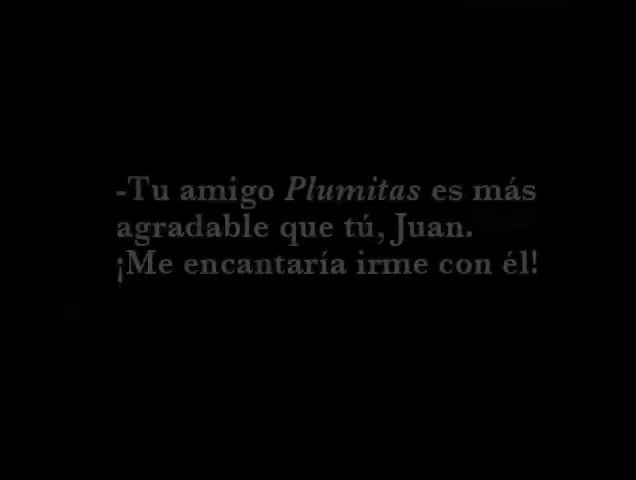 -Tu amigo Plumitas es más
agradable que tú, Juan.
¡Me encantaría irme con él!